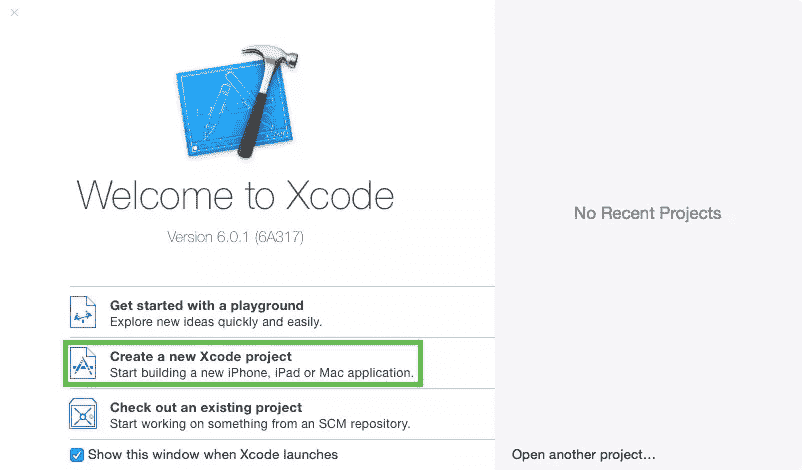 Welcome to Xcode
Version 6.0.1 (6A317)
Get started with a playground
Explore new ideas quickly and easily.
Create a new Xcode project
Start building a new iPhone, iPad or Mac application.
Check out an existing project
Start working on something from an SCM repository.
Show this window when Xcode launches
No Recent Projects
Open another project...